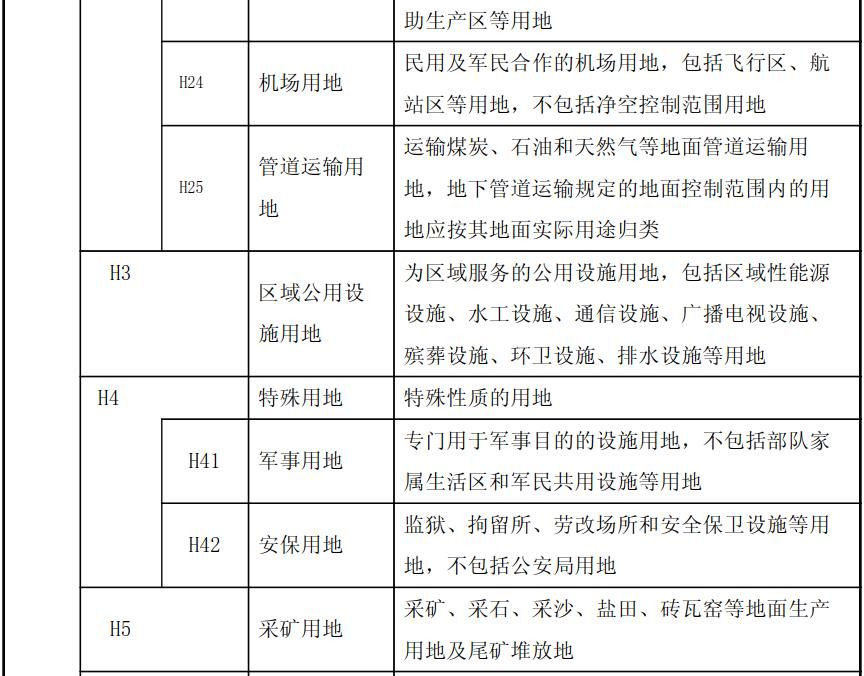 助生产区等用地
H24 机场用地 民用及军民合作的机场用地，包括飞行区、航
站区等用地，不包括净空控制范围用地
H25 管道运输用
地
运输煤炭、石油和天然气等地面管道运输用
地，地下管道运输规定的地面控制范围内的用
地应按其地面实际用途归类
H3 区域公用设
施用地
为区域服务的公用设施用地，包括区域性能源
设施、水工设施、通信设施、广播电视设施、
殡葬设施、环卫设施、排水设施等用地
H4 特殊用地 特殊性质的用地
H41 军事用地 专门用于军事目的的设施用地，不包括部队家
属生活区和军民共用设施等用地
H42 安保用地 监狱、拘留所、劳改场所和安全保卫设施等用
地，不包括公安局用地
H5 采矿用地 采矿、采石、采沙、盐田、砖瓦窑等地面生产
用地及尾矿堆放地